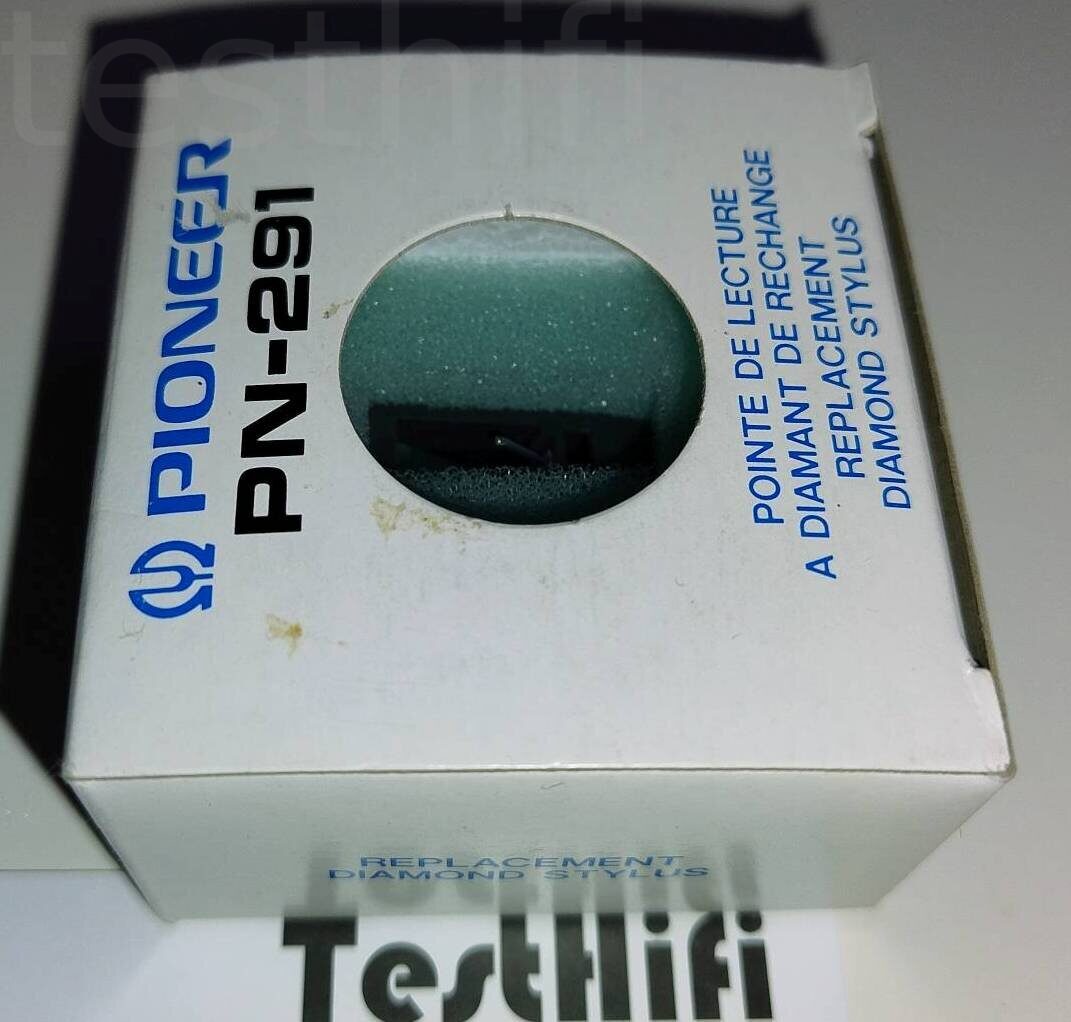 testhifi
PIONEER
PN-291
POINTE DE LECTURE
A DIAMANT DE RECHANGE
REPLACEMENT
DIAMOND STYLUS
REPLACEMENT
DIAMOND STYLUS
TestHifi